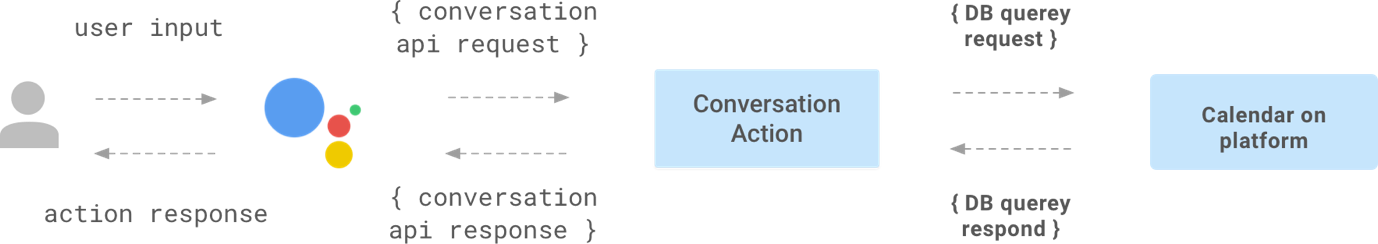 user input
{ conversation
api request }
{ DB querey
request }
Conversation
Action
Calendar on
platform
action response
{ conversation
api response }
{ DB querey
respond }